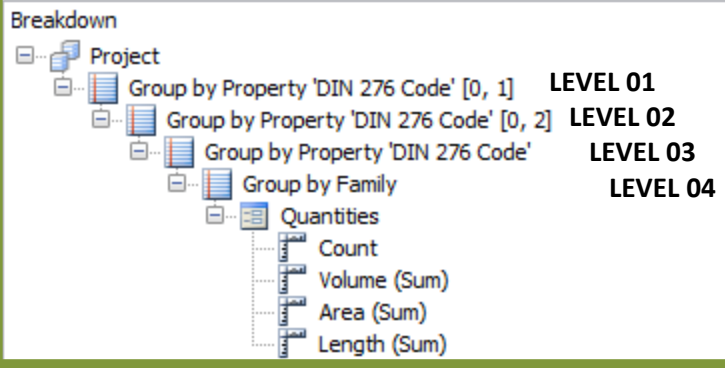 Breakdown
Project
Group by Property 'DIN 276 Code' [0, 1] LEVEL 01
Group by Property 'DIN 276 Code' [0, 2] LEVEL 02
Group by Property 'DIN 276 Code' LEVEL 03
Group by Family LEVEL 04
Quantities
Count
Volume (Sum)
Area (Sum)
Length (Sum)